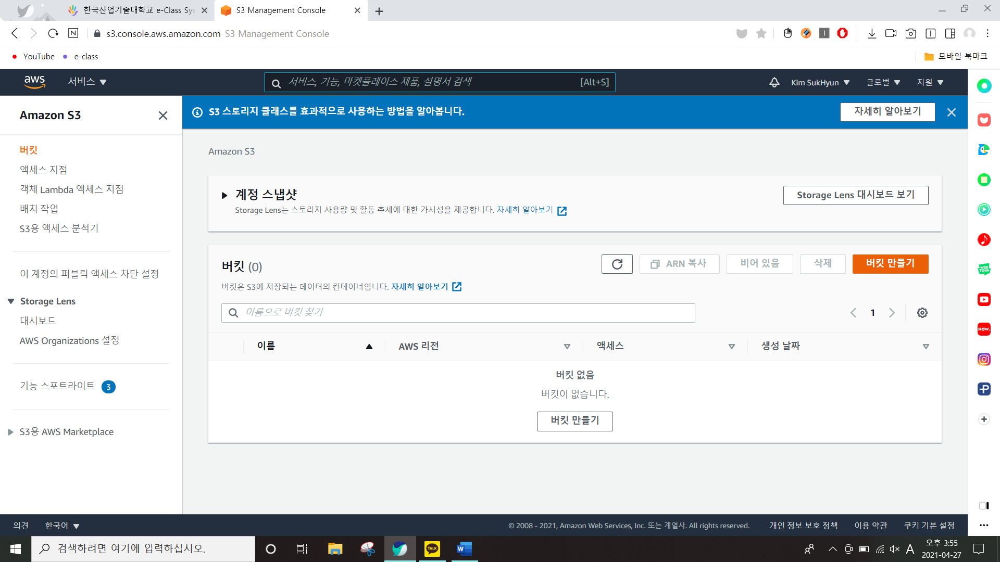 한국산업기술대학교 e-Class Sys
S3 Management Console
N
s3.console.aws.amazon.com S3 Management Console
YouTube
e-class
모바일 북마크
aws
서비스
서비스, 기능, 마켓플레이스 제품, 설명서 검색
[Alt+S]
Kim SukHyun
글로벌
지원
Amazon S3
버킷
액세스 지점
객체 Lambda 액세스 지점
배치 작업
S3용 액세스 분석기
이 계정의 퍼블릭 액세스 차단 설정
Storage Lens
대시보드
AWS Organizations 설정
기능 스포트라이트 3
S3용 AWS Marketplace
S3 스토리지 클래스를 효과적으로 사용하는 방법을 알아봅니다.
자세히 알아보기
Amazon S3
계정 스냅샷
Storage Lens는 스토리지 사용량 및 활동 추세에 대한 가시성을 제공합니다. 자세히 알아보기
Storage Lens 대시보드 보기
버킷 (0)
ARN 복사
비어 있음
삭제
버킷 만들기
버킷은 S3에 저장되는 데이터의 컨테이너입니다. 자세히 알아보기
이름으로 버킷 찾기
1
이름
AWS 리전
액세스
생성 날짜
버킷 없음
버킷이 없습니다.
버킷 만들기
WEB
TOON
NOW.
의견
한국어
© 2008 - 2021, Amazon Web Services, Inc. 또는 계열사. All rights reserved.
개인 정보 보호 정책
이용 약관
쿠키 기본 설정
검색하려면 여기에 입력하십시오.
TALK
W
A
오후 3:55
2021-04-27